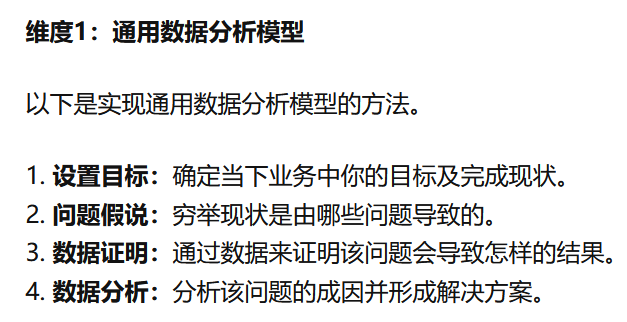 维度1：通用数据分析模型
以下是实现通用数据分析模型的方法。
1. 设置目标：确定当下业务中你的目标及完成现状。
2. 问题假说：穷举现状是由哪些问题导致的。
3. 数据证明：通过数据来证明该问题会导致怎样的结果。
4. 数据分析：分析该问题的成因并形成解决方案。